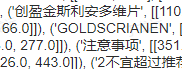 ('创盈金斯利安多维片', [[110
66.0]]), ('GOLDSCRIANEN', [
.0, 277.0]]), ('注意事项', [[351
26.0, 443.0]]), ('2不宜超过推荐